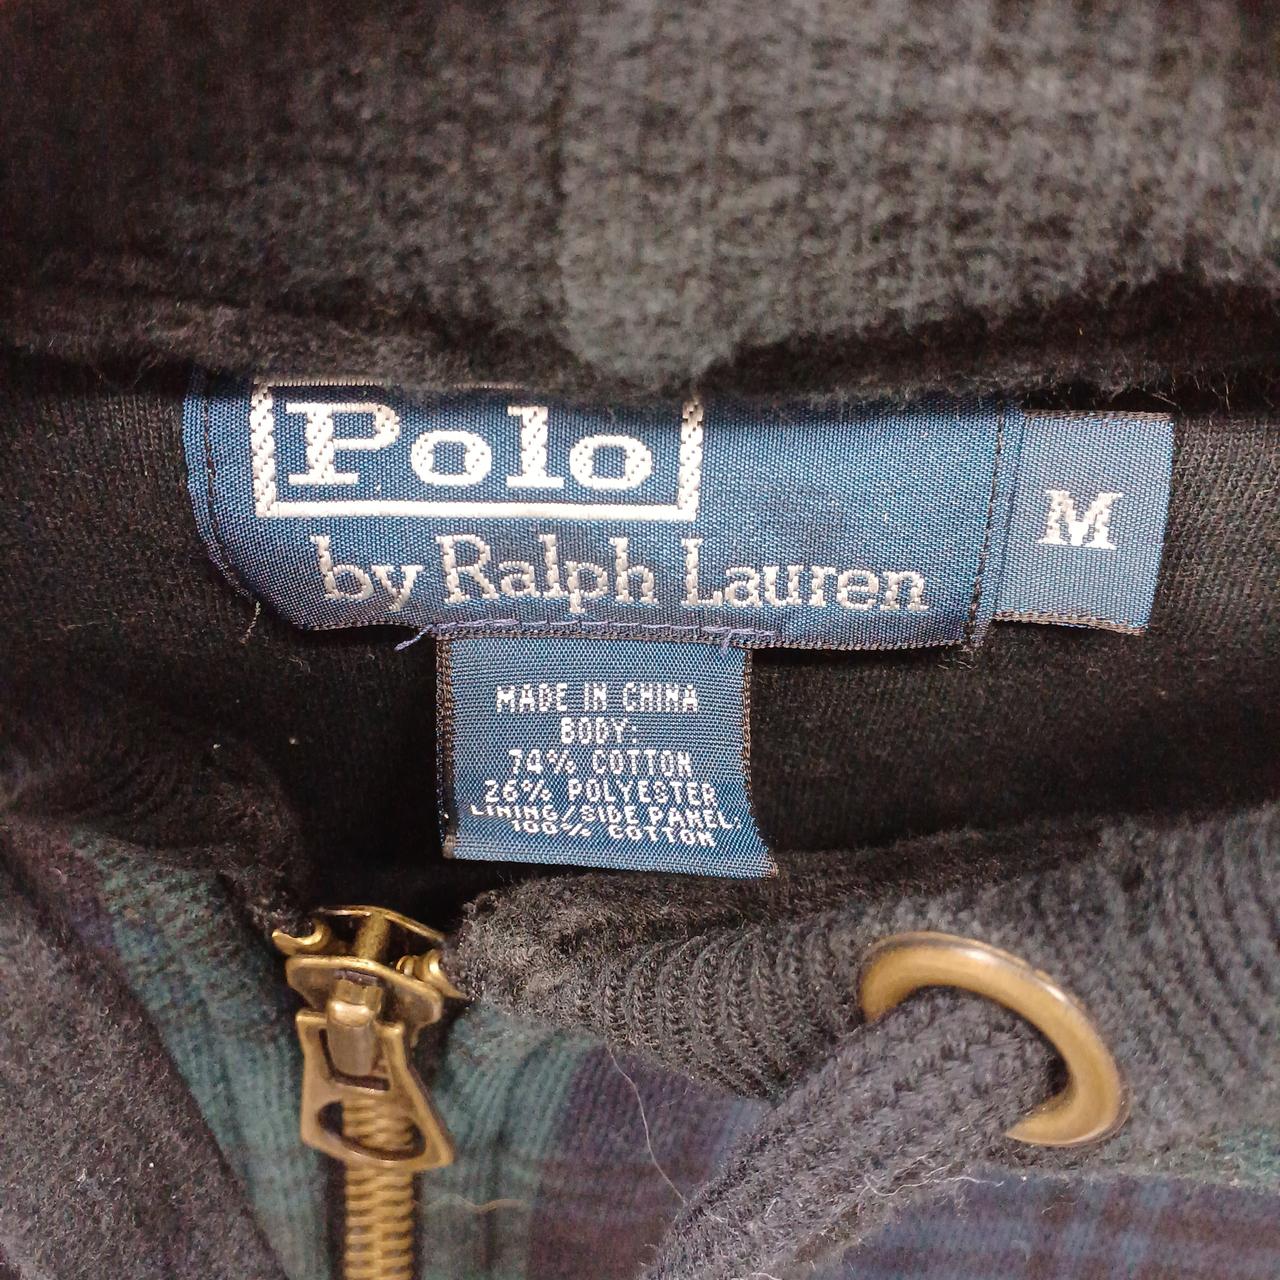 Polo
by Ralph Lauren
M
MADE IN CHINA
BODY:
74% COTTON
26% POLYESTER
LINING/SIDE PANEL:
100% COTTON